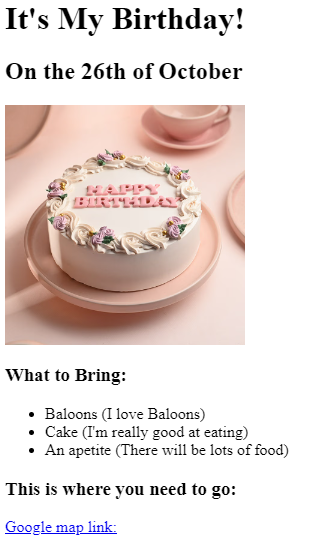 It's My Birthday!
On the 26th of October
HAPPY
BIRTHDAY
What to Bring:
Baloons (I love Baloons)
Cake (I'm really good at eating)
An apetite (There will be lots of food)
This is where you need to go:
Google map link: